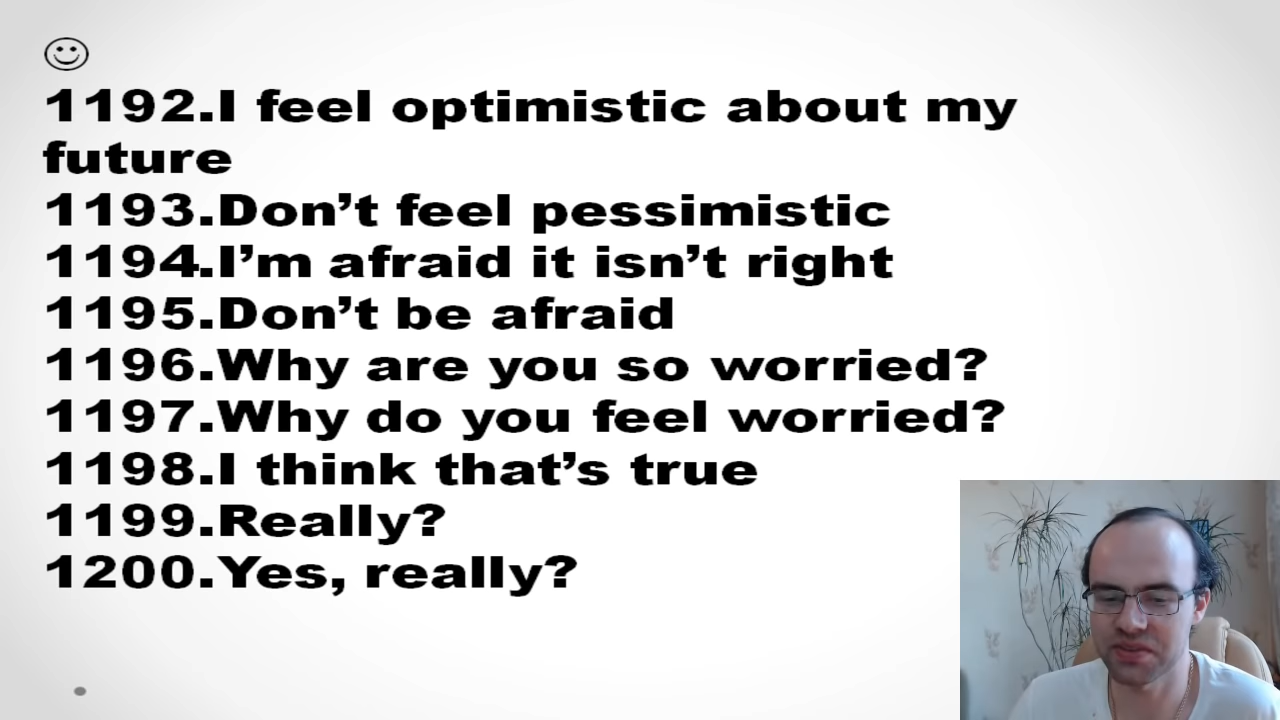 ☺
1192.I feel optimistic about my
future
1193.Don’t feel pessimistic
1194.I’m afraid it isn’t right
1195.Don’t be afraid
1196.Why are you so worried?
1197.Why do you feel worried?
1198.I think that’s true
1199.Really?
1200.Yes, really?